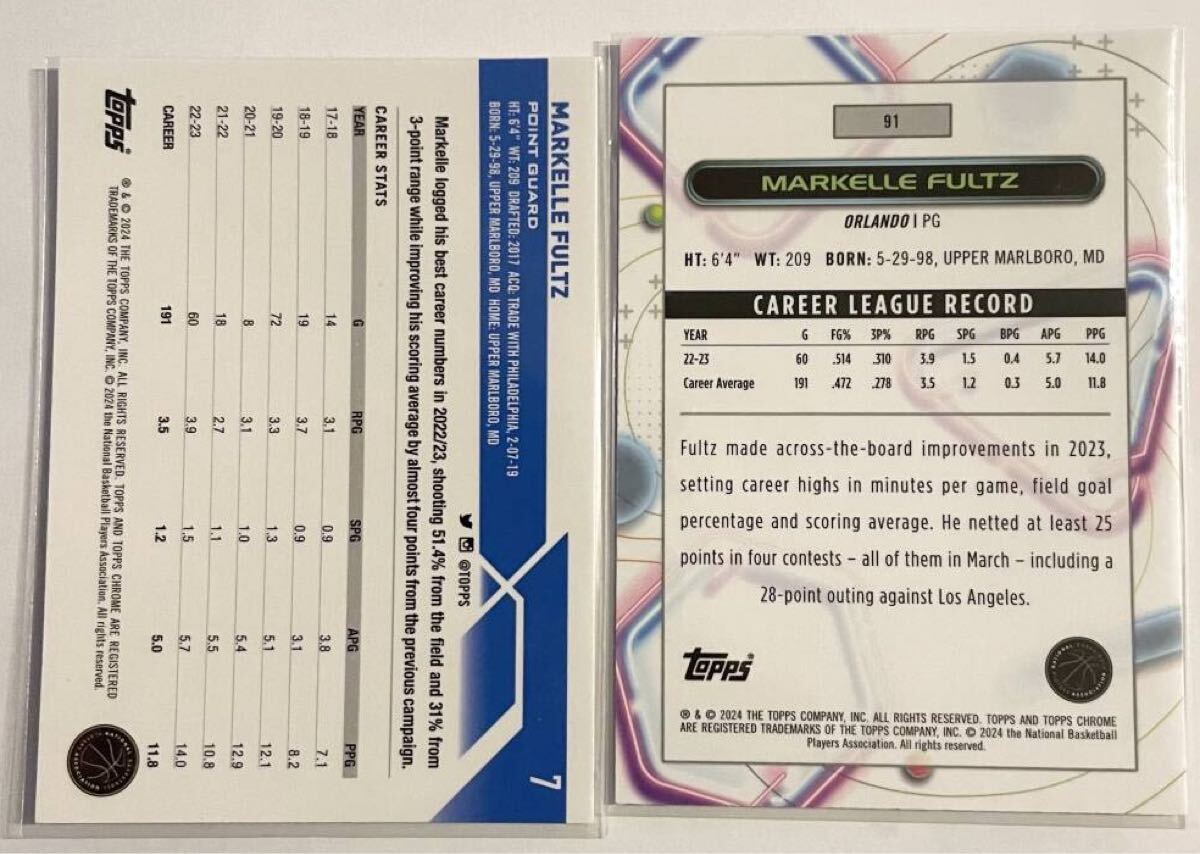 MARKELLE FULTZ
POINT GUARD
HT: 6'4" WT: 209 DRAFTED: 2017 ACQ: TRADE WITH PHILADELPHIA, 2-07-19
BORN: 5-29-98, UPPER MARLBORO, MD HOME: UPPER MARLBORO, MD
7
@TOPPS
Markelle logged his best career numbers in 2022/23, shooting 51.4% from the field and 31% from
3-point range while improving his scoring average by almost four points from the previous campaign.
CAREER STATS
YEAR G RPG SPG APG PPG
17-18 14 3.1 0.9 3.8 7.1
18-19 19 3.7 0.9 3.1 8.2
19-20 72 3.3 1.3 5.1 12.1
20-21 8 3.1 1.0 5.4 12.9
21-22 18 2.7 1.1 5.5 10.8
22-23 60 3.9 1.5 5.7 14.0
CAREER 191 3.5 1.2 5.0 11.8
topps
® & © 2024 THE TOPPS COMPANY, INC. ALL RIGHTS RESERVED. TOPPS AND TOPPS CHROME ARE REGISTERED
TRADEMARKS OF THE TOPPS COMPANY, INC. © 2024 the National Basketball Players Association. All rights reserved.
91
MARKELLE FULTZ
ORLANDO | PG
HT: 6'4" WT: 209 BORN: 5-29-98, UPPER MARLBORO, MD
CAREER LEAGUE RECORD
YEAR G FG% 3P% RPG SPG BPG APG PPG
22-23 60 .514 .310 3.9 1.5 0.4 5.7 14.0
Career Average 191 .472 .278 3.5 1.2 0.3 5.0 11.8
Fultz made across-the-board improvements in 2023,
setting career highs in minutes per game, field goal
percentage and scoring average. He netted at least 25
points in four contests – all of them in March – including a
28-point outing against Los Angeles.
topps
® & © 2024 THE TOPPS COMPANY, INC. ALL RIGHTS RESERVED. TOPPS AND TOPPS CHROME
ARE REGISTERED TRADEMARKS OF THE TOPPS COMPANY, INC. © 2024 the National Basketball
Players Association. All rights reserved.